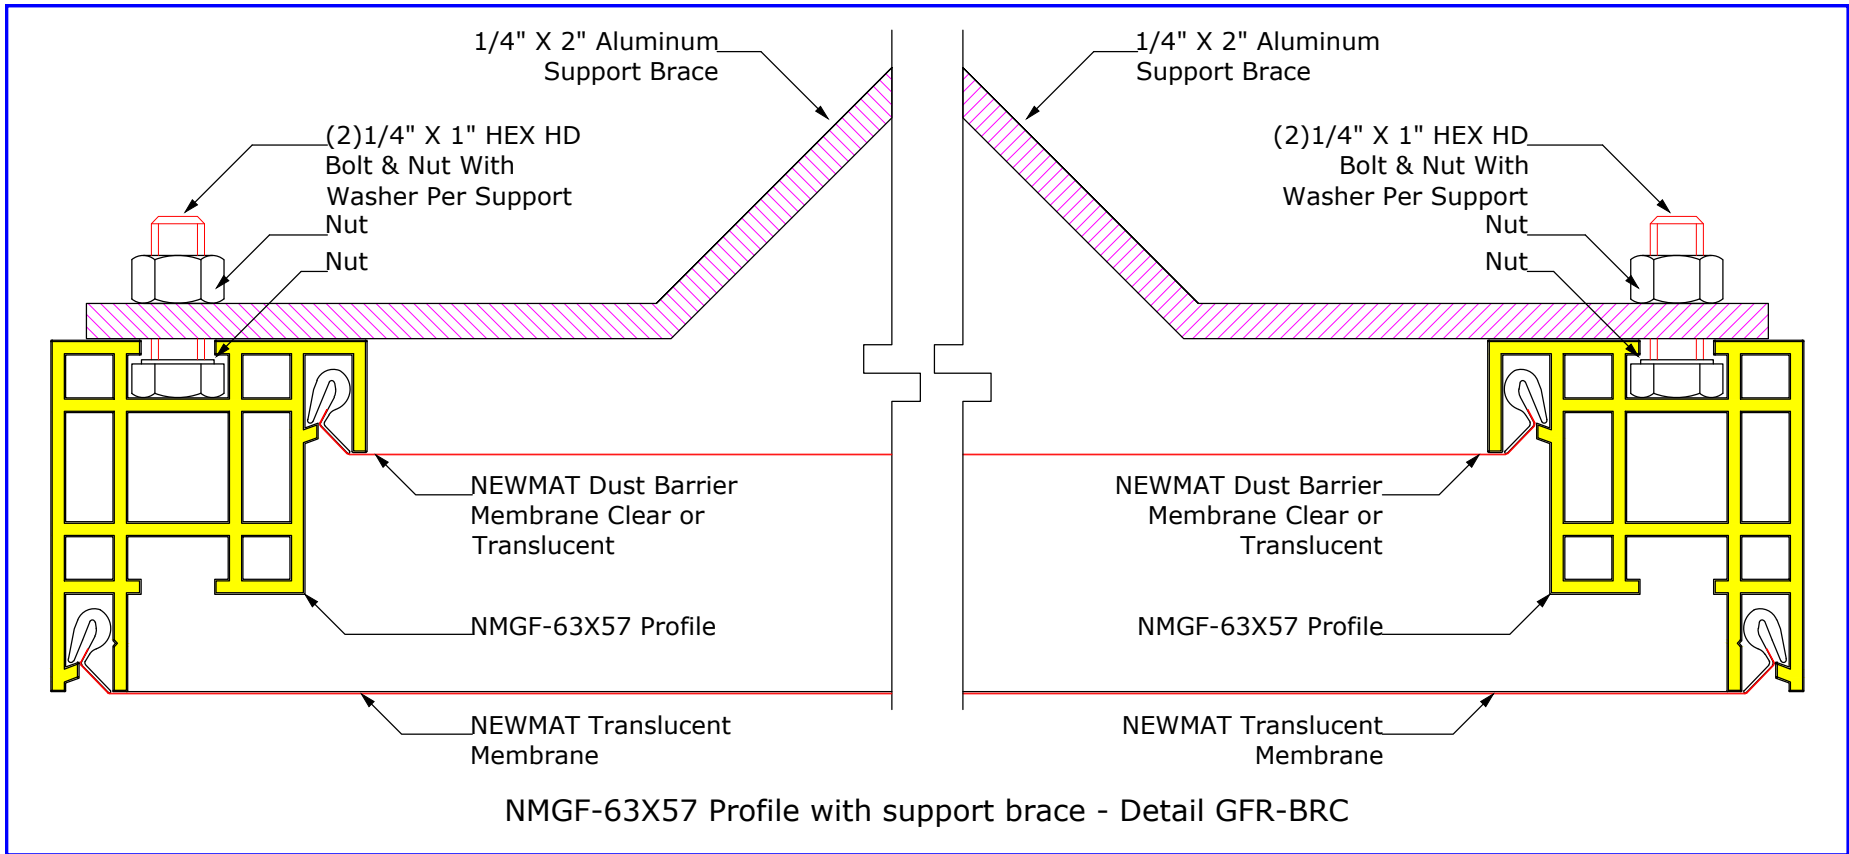 1/4" X 2" Aluminum
Support Brace
(2)1/4" X 1" HEX HD
Bolt & Nut With
Washer Per Support
Nut
Nut
NEWMAT Dust Barrier
Membrane Clear or
Translucent
NMGF-63X57 Profile
NEWMAT Translucent
Membrane
1/4" X 2" Aluminum
Support Brace
(2)1/4" X 1" HEX HD
Bolt & Nut With
Washer Per Support
Nut
Nut
NEWMAT Dust Barrier
Membrane Clear or
Translucent
NMGF-63X57 Profile
NEWMAT Translucent
Membrane
NMGF-63X57 Profile with support brace - Detail GFR-BRC